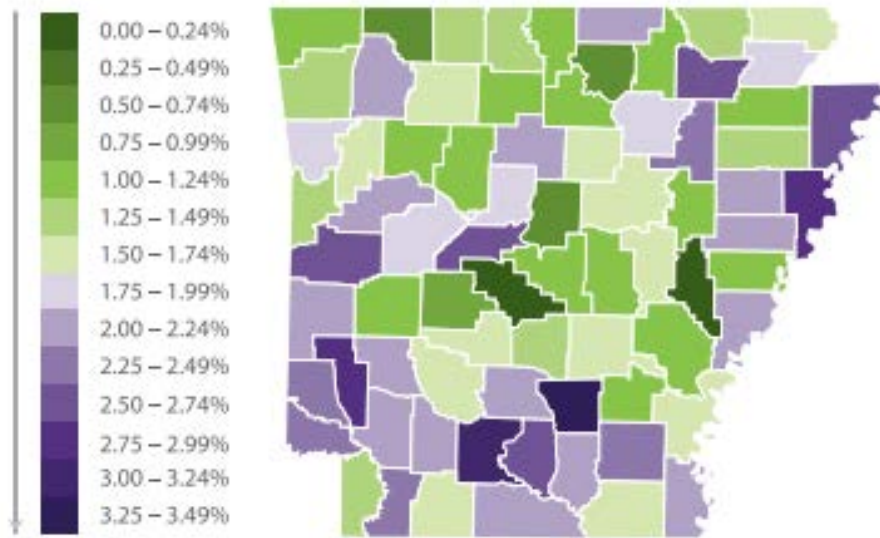 0.00 – 0.24%
0.25 – 0.49%
0.50 – 0.74%
0.75 – 0.99%
1.00 – 1.24%
1.25 – 1.49%
1.50 – 1.74%
1.75 – 1.99%
2.00 – 2.24%
2.25 – 2.49%
2.50 – 2.74%
2.75 – 2.99%
3.00 – 3.24%
3.25 – 3.49%